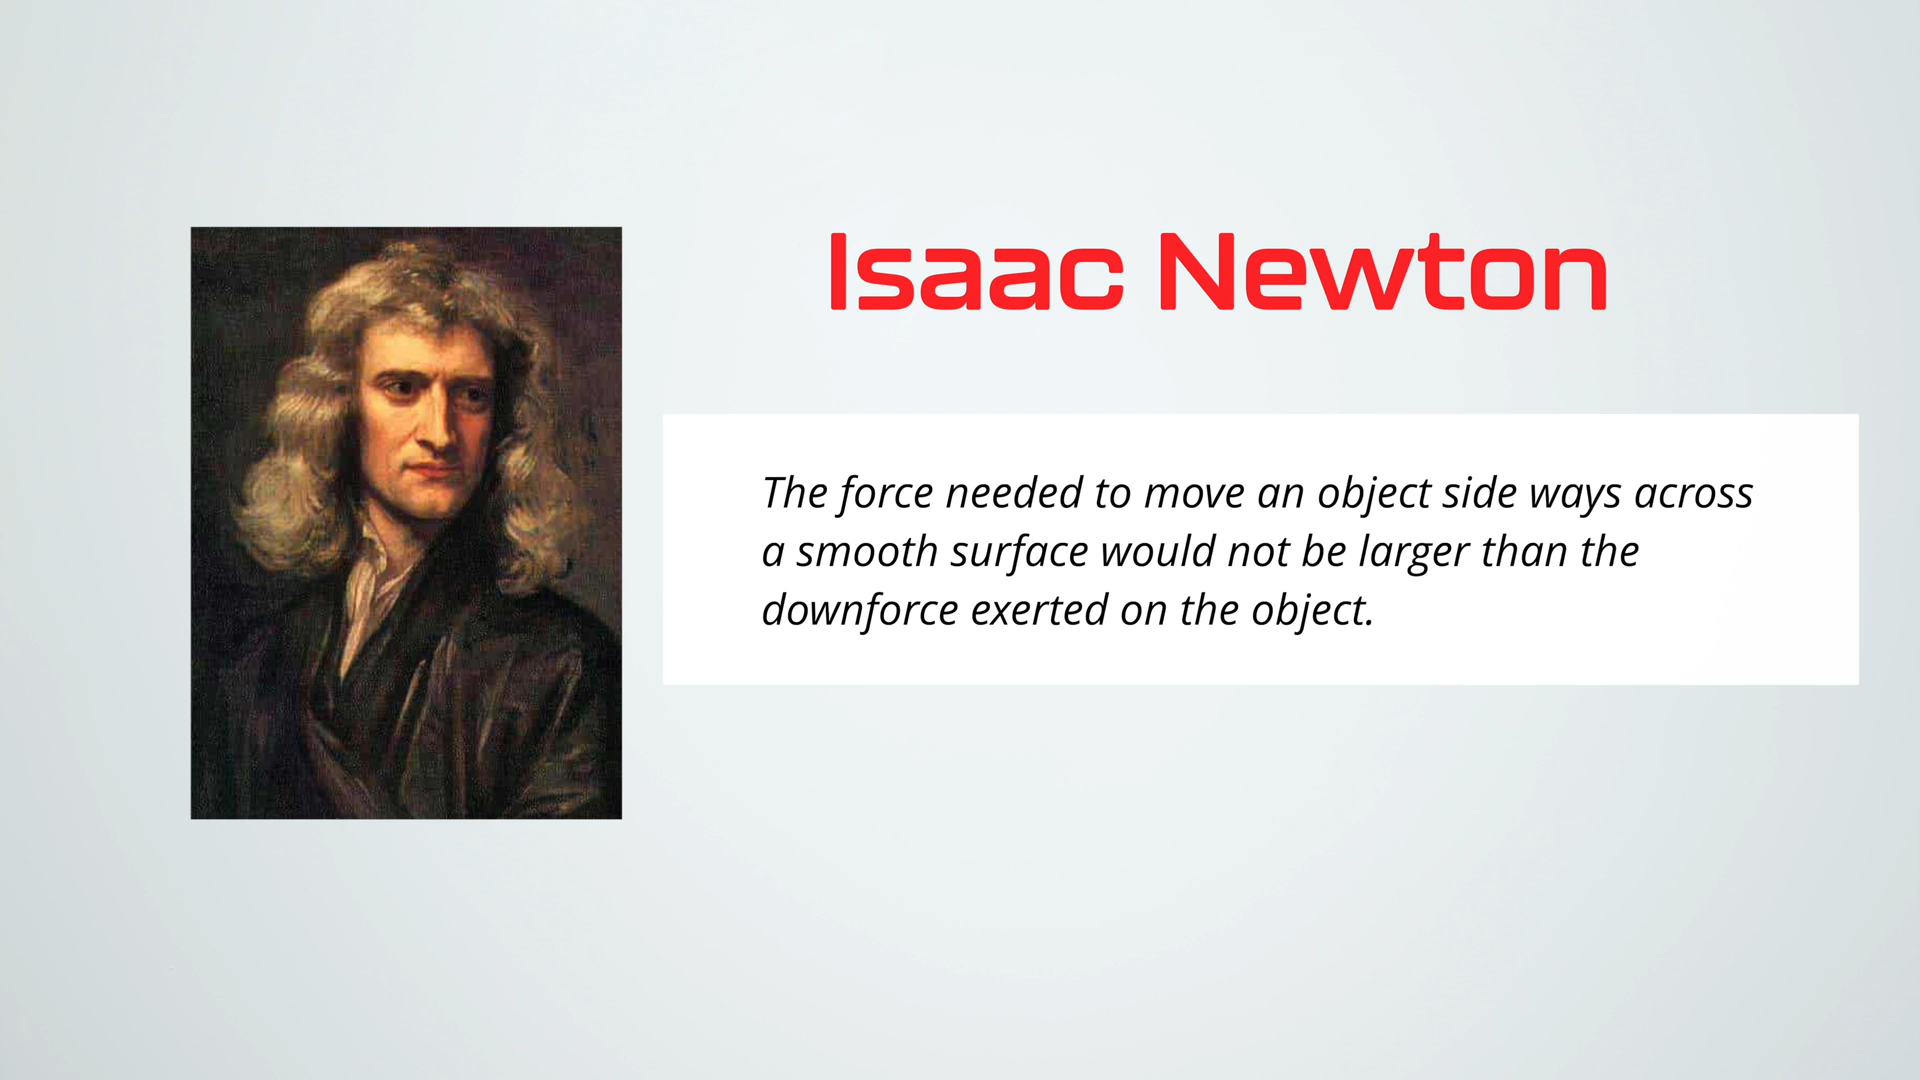 Isaac Newton
The force needed to move an object side ways across
a smooth surface would not be larger than the
downforce exerted on the object.